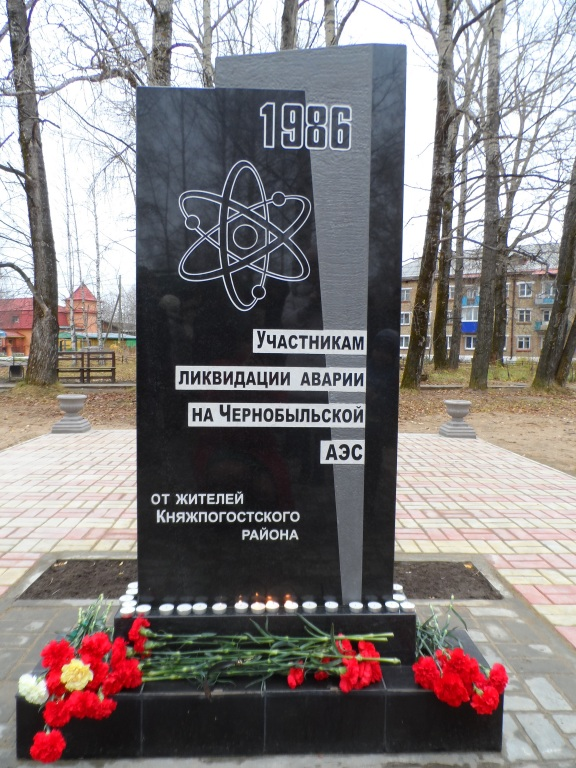 1986
Участникам
ликвидации аварии
на Чернобыльской
АЭС
от жителей
Княжпогостского
района